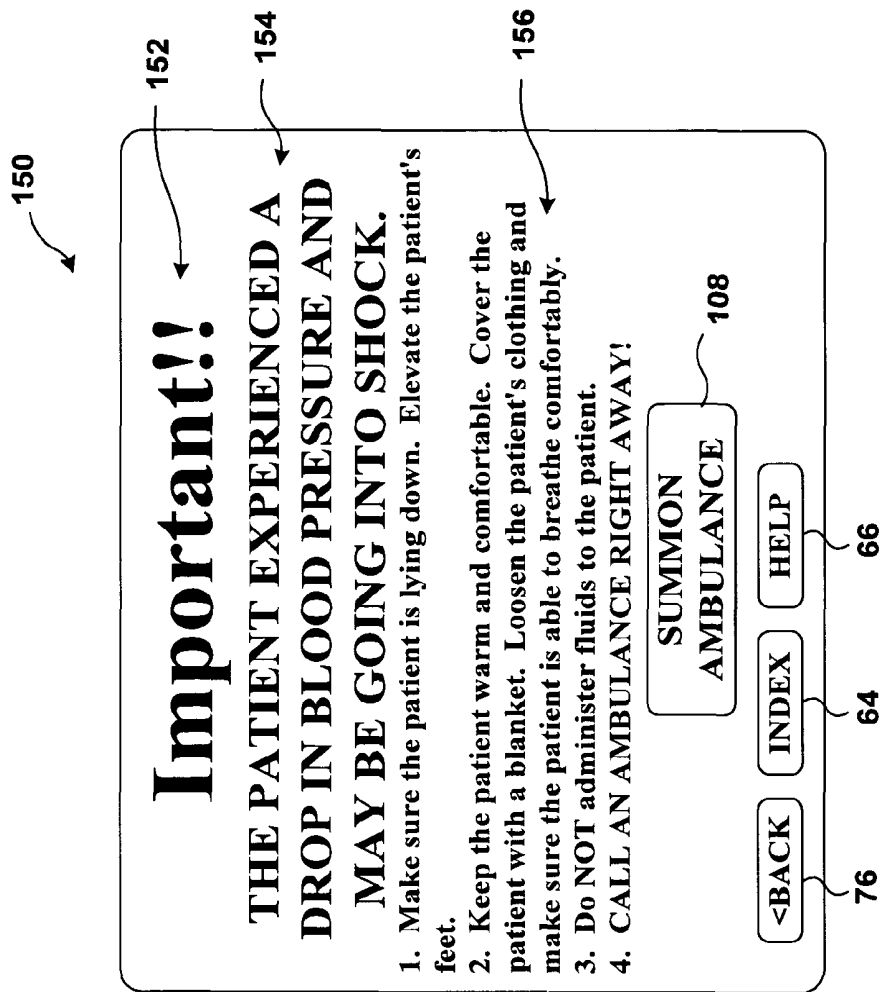 150
152
Important!!
154
THE PATIENT EXPERIENCED A
DROP IN BLOOD PRESSURE AND
MAY BE GOING INTO SHOCK.
1. Make sure the patient is lying down. Elevate the patient's
feet.
2. Keep the patient warm and comfortable. Cover the
patient with a blanket. Loosen the patient's clothing and
make sure the patient is able to breathe comfortably.
156
3. Do NOT administer fluids to the patient.
4. CALL AN AMBULANCE RIGHT AWAY!
SUMMON
AMBULANCE
108
<BACK INDEX HELP
76 64 66